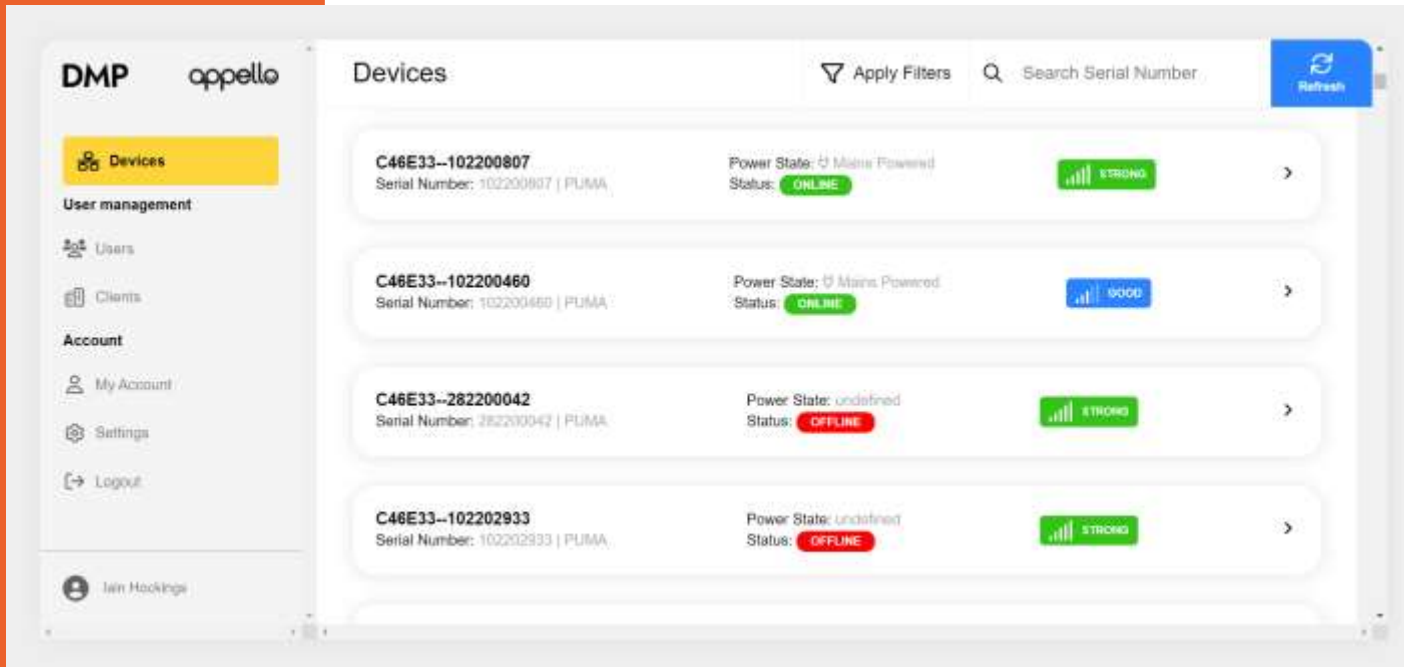 DMP appello
Devices
Apply Filters
Search Serial Number
Refresh
Devices
User management
Users
Clients
Account
My Account
Settings
Logout
Iain Hockings
C46E33--102200807
Serial Number: 102200807 | PUMA
Power State: Mains Powered
Status: ONLINE
STRONG
C46E33--102200460
Serial Number: 102200460 | PUMA
Power State: Mains Powered
Status: ONLINE
GOOD
C46E33--282200042
Serial Number: 282200042 | PUMA
Power State: undefined
Status: OFFLINE
STRONG
C46E33--102202933
Serial Number: 102202933 | PUMA
Power State: undefined
Status: OFFLINE
STRONG